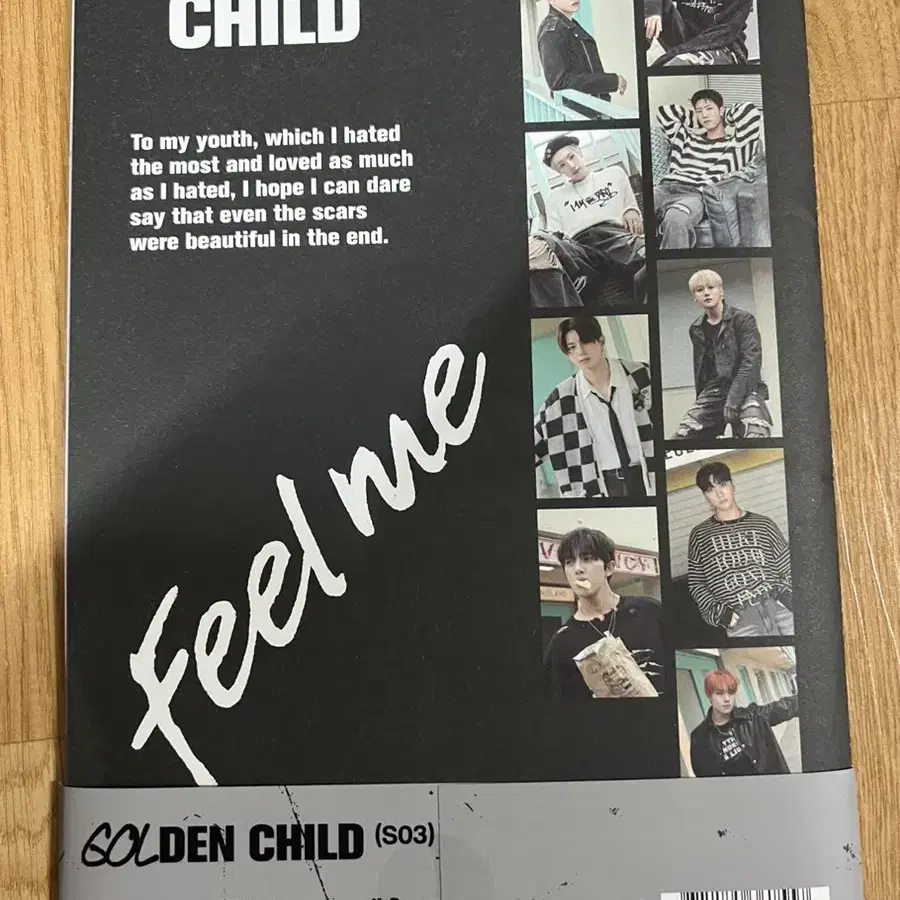 CHILD
To my youth, which I hated
the most and loved as much
as I hated, I hope I can dare
say that even the scars
were beautiful in the end.
Feel me
GOLDEN CHILD (S03)